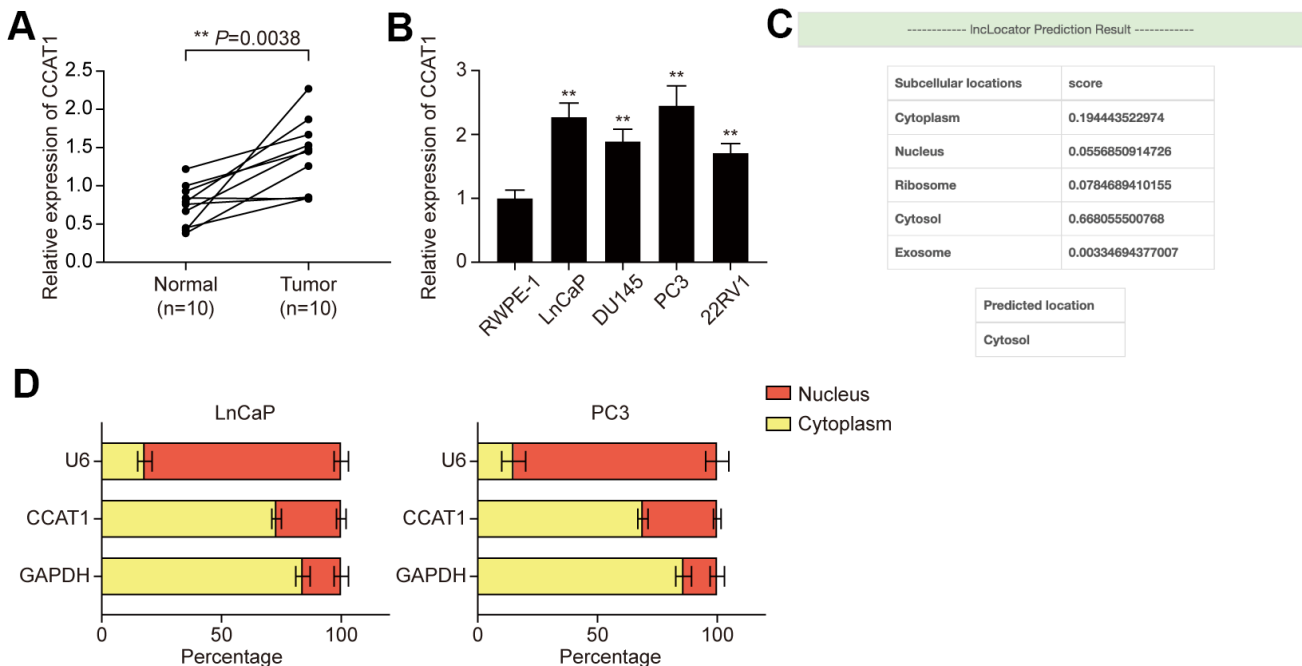 A
** P=0.0038
Relative expression of CCAT1
2.5
2.0
1.5
1.0
0.5
0.0
Normal
(n=10)
Tumor
(n=10)
B
Relative expression of CCAT1
3
2
1
0
**
**
**
**
RWPE-1
LnCaP
DU145
PC3
22RV1
C
------------ lncLocator Prediction Result ------------
Subcellular locations score
Cytoplasm 0.194443522974
Nucleus 0.0556850914726
Ribosome 0.0784689410155
Cytosol 0.668055500768
Exosome 0.00334694377007
Predicted location
Cytosol
D
LnCaP
U6
CCAT1
GAPDH
0 50 100
Percentage
PC3
U6
CCAT1
GAPDH
0 50 100
Percentage
Nucleus
Cytoplasm